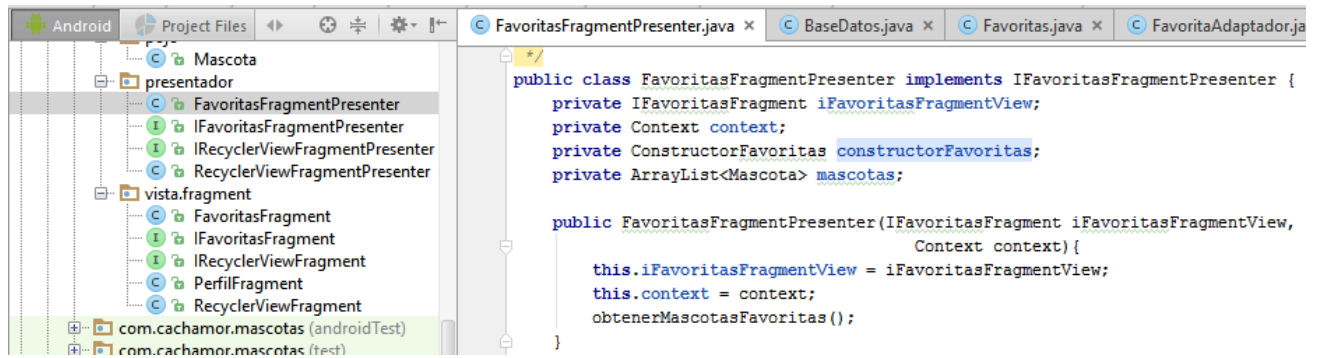 Android Project Files
FavoritasFragmentPresenter.java × BaseDatos.java × Favoritas.java × FavoritaAdaptador.ja
Mascota
presentador
FavoritasFragmentPresenter
IFavoritasFragmentPresenter
IRecyclerViewFragmentPresenter
RecyclerViewFragmentPresenter
vista.fragment
FavoritasFragment
IFavoritasFragment
IRecyclerViewFragment
PerfilFragment
RecyclerViewFragment
com.cachamor.mascotas (androidTest)
com.cachamor.mascotas (test)
*/
public class FavoritasFragmentPresenter implements IFavoritasFragmentPresenter {
private IFavoritasFragment iFavoritasFragmentView;
private Context context;
private ConstructorFavoritas constructorFavoritas;
private ArrayList<Mascota> mascotas;
public FavoritasFragmentPresenter(IFavoritasFragment iFavoritasFragmentView,
Context context){
this.iFavoritasFragmentView = iFavoritasFragmentView;
this.context = context;
obtenerMascotasFavoritas();
}